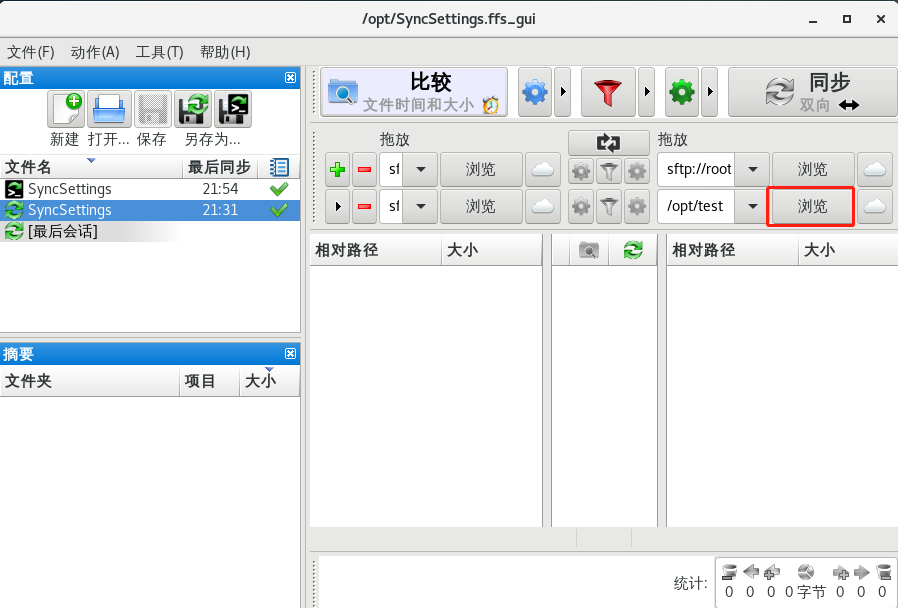 /opt/SyncSettings.ffs_gui
文件(F) 动作(A) 工具(T) 帮助(H)
配置
新建 打开... 保存 另存为...
文件名 最后同步
SyncSettings 21:54
SyncSettings 21:31
[最后会话]
摘要
文件夹 项目 大小
比较
文件时间和大小
同步
双向
拖放 拖放
sf 浏览 sftp://root 浏览
sf 浏览 /opt/test 浏览
相对路径 大小 相对路径 大小
统计: 0 0 0 0 字节 0 0 0